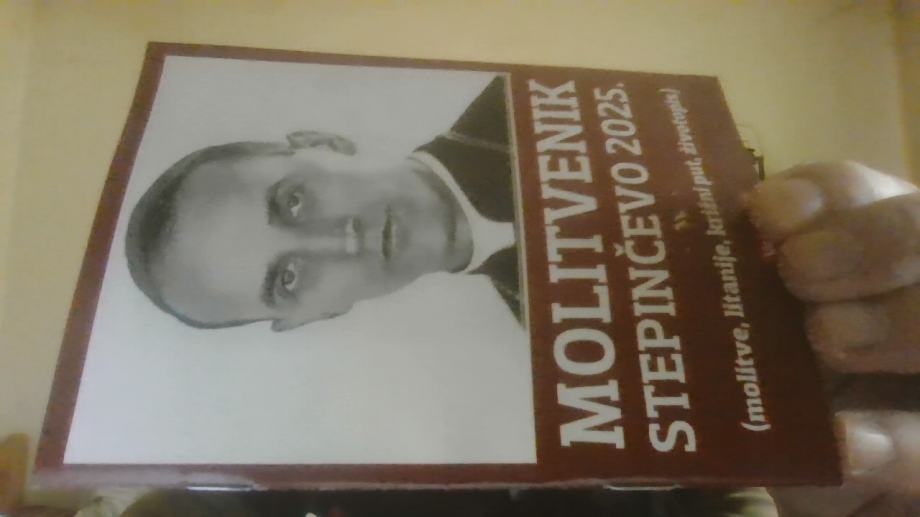 MOLITVENIK
STEPINČEVO 2025.
(molitve, litanije, križni put, životopis)